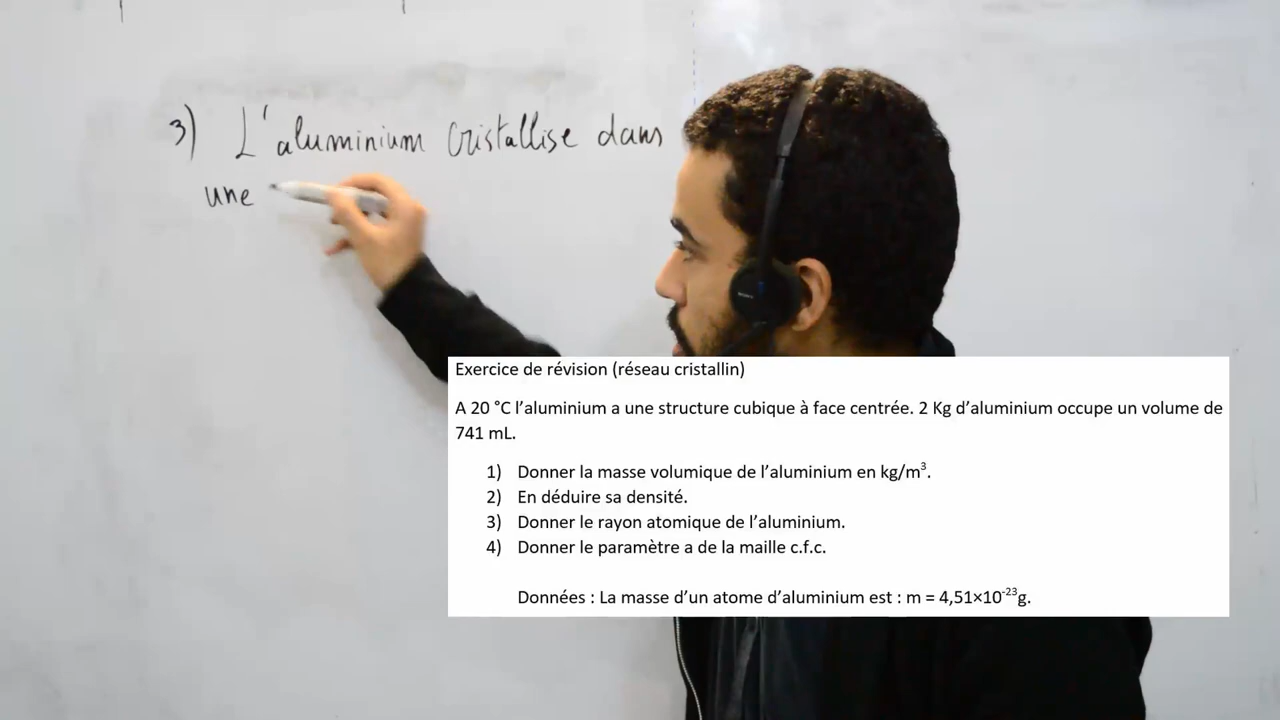 3) L'aluminium cristallise dans
une
Exercice de révision (réseau cristallin)
A 20 °C l'aluminium a une structure cubique à face centrée. 2 Kg d'aluminium occupe un volume de
741 mL.
1) Donner la masse volumique de l'aluminium en kg/m³.
2) En déduire sa densité.
3) Donner le rayon atomique de l'aluminium.
4) Donner le paramètre a de la maille c.f.c.
Données : La masse d'un atome d'aluminium est : m = 4,51×10⁻²³g.